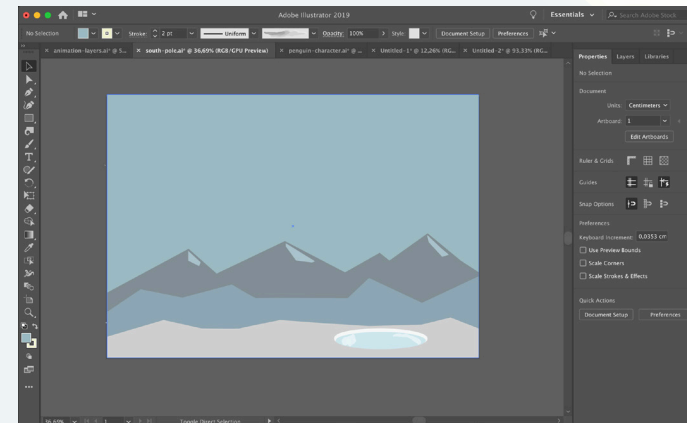 Adobe Illustrator 2019
Essentials
Search Adobe Stock
No Selection
Stroke: 2 pt
Uniform
Opacity: 100%
Style:
Document Setup
Preferences
× animation-layers.ai* @ 5...
× south-pole.ai* @ 36,69% (RGB/GPU Preview)
× penguin-character.ai* @ ...
× Untitled-1* @ 12,26% (RG...
× Untitled-2* @ 93,33% (RG...
Properties
Layers
Libraries
No Selection
Document
Units: Centimeters
Artboard: 1
Edit Artboards
Ruler & Grids
Guides
Snap Options
Preferences
Keyboard Increment: 0,0353 cm
Use Preview Bounds
Scale Corners
Scale Strokes & Effects
Quick Actions
Document Setup
Preferences
36,69%
1
Toggle Direct Selection